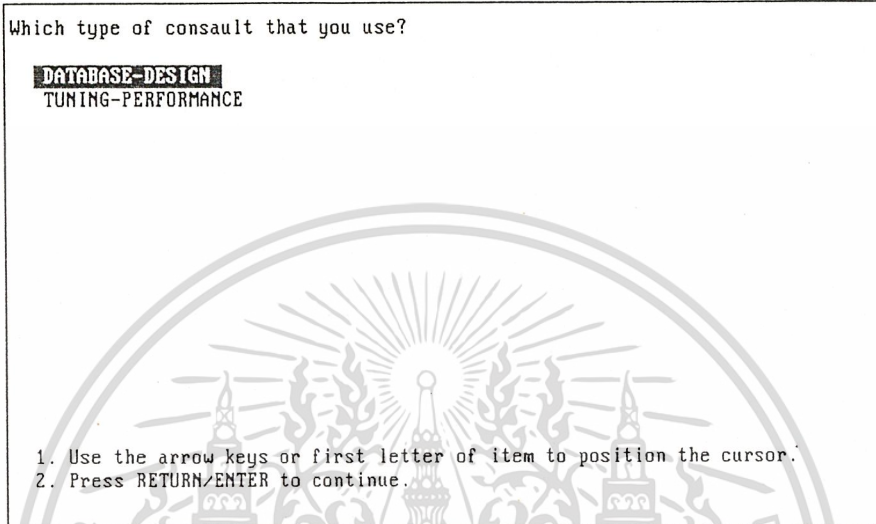 Which type of consault that you use?
DATABASE-DESIGN
TUNING-PERFORMANCE
1. Use the arrow keys or first letter of item to position the cursor.
2. Press RETURN/ENTER to continue.